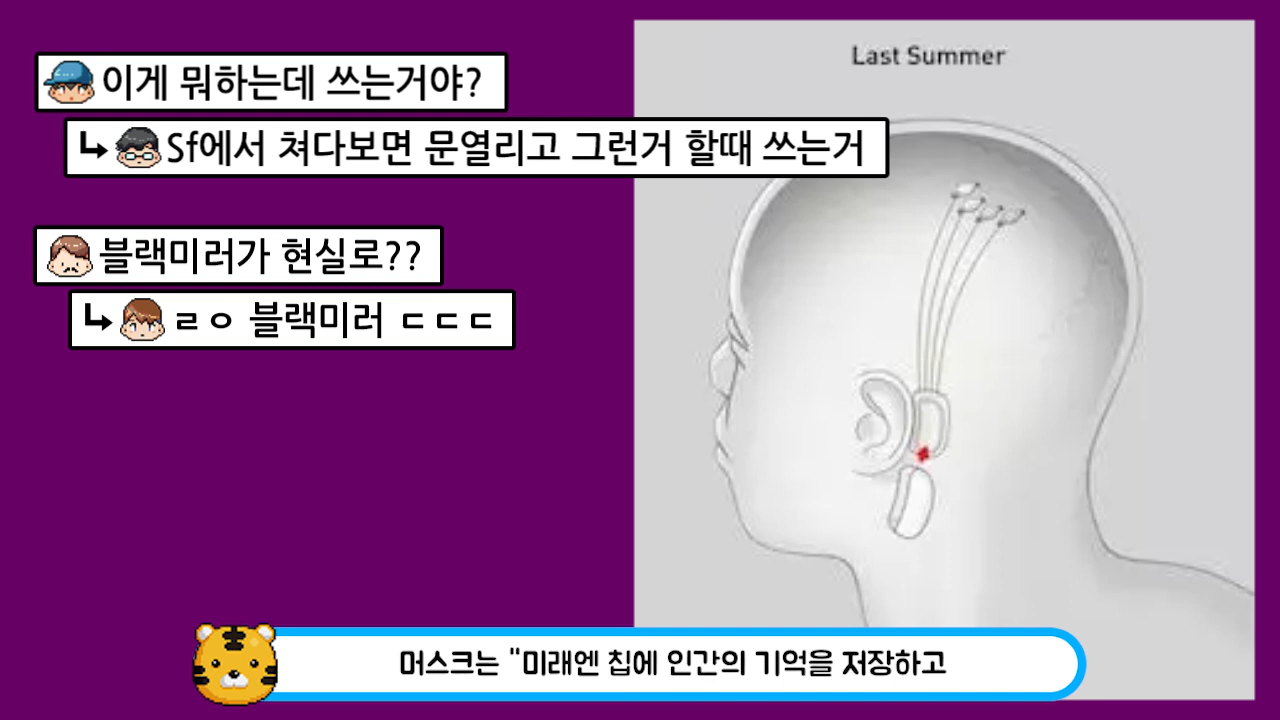 이게 뭐하는데 쓰는거야?
Sf에서 쳐다보면 문열리고 그런거 할때 쓰는거
블랙미러가 현실로??
ㄹㅇ 블랙미러 ㄷㄷㄷ
Last Summer
머스크는 "미래엔 칩에 인간의 기억을 저장하고